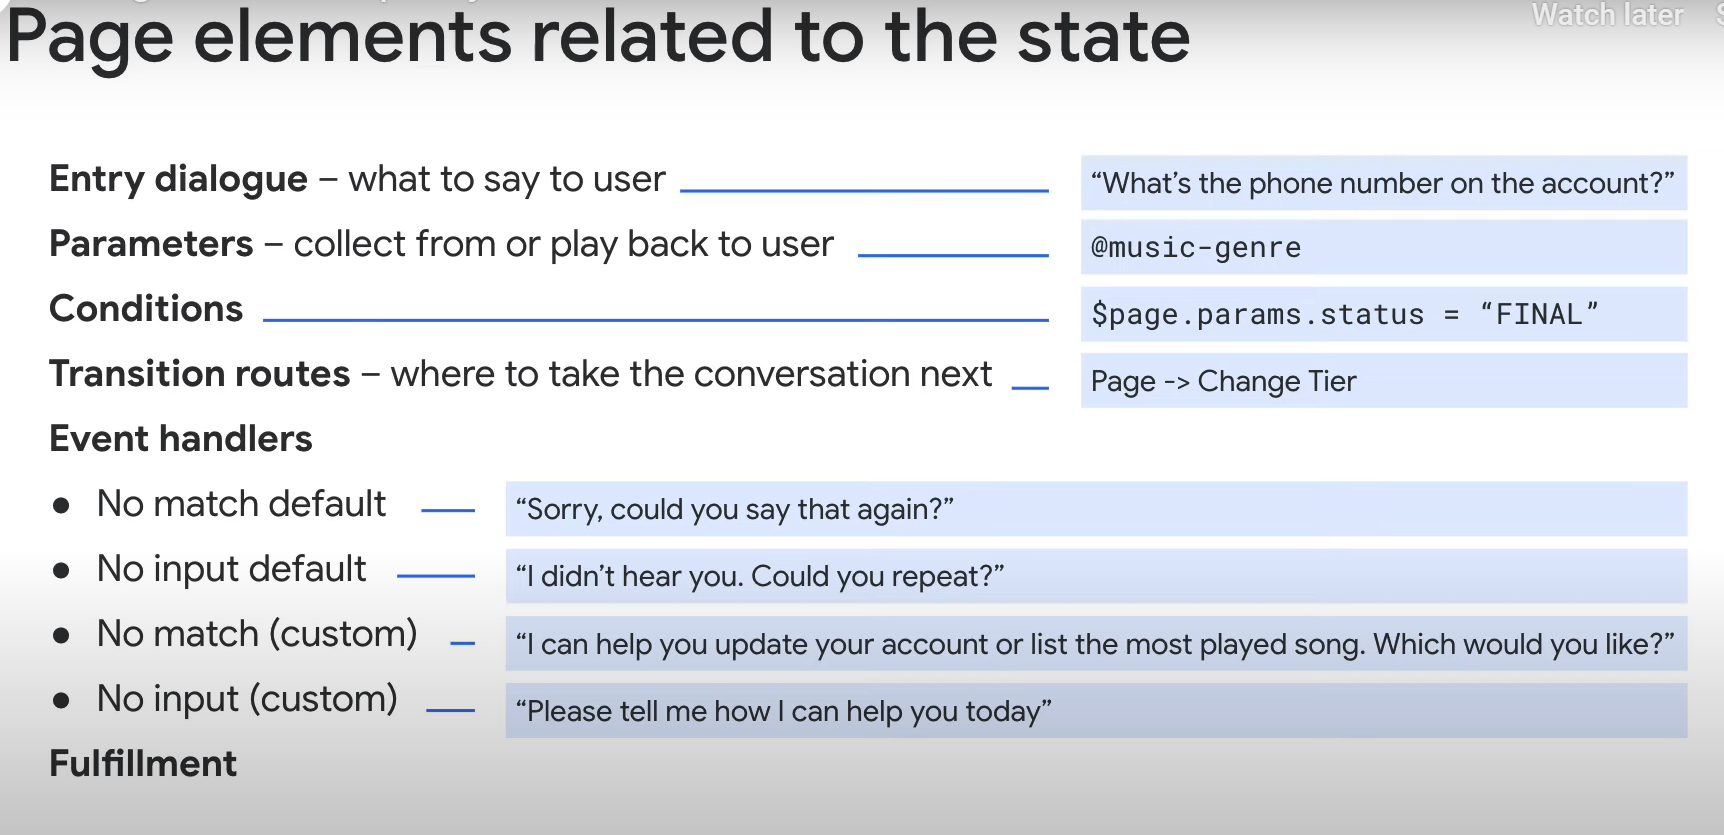 Watch later
Page elements related to the state
Entry dialogue – what to say to user “What’s the phone number on the account?”
Parameters – collect from or play back to user @music-genre
Conditions $page.params.status = “FINAL”
Transition routes – where to take the conversation next Page -> Change Tier
Event handlers
● No match default “Sorry, could you say that again?”
● No input default “I didn’t hear you. Could you repeat?”
● No match (custom) “I can help you update your account or list the most played song. Which would you like?”
● No input (custom) “Please tell me how I can help you today”
Fulfillment